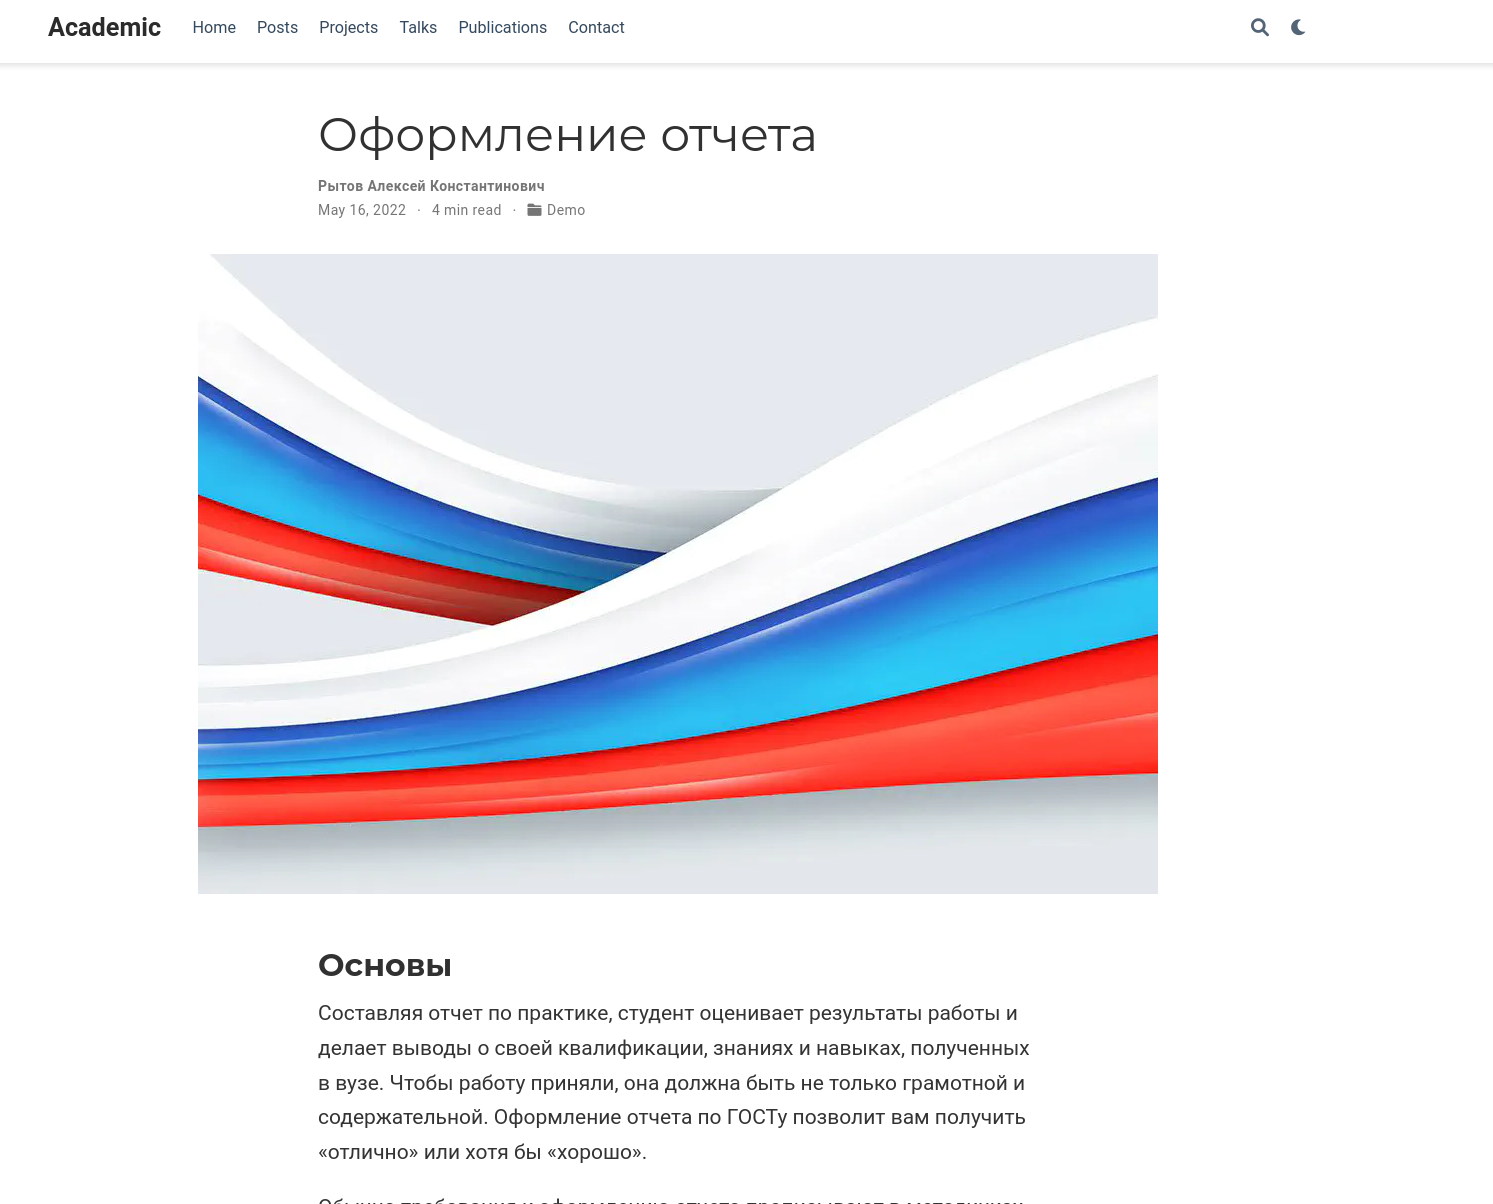 Academic Home Posts Projects Talks Publications Contact
Оформление отчета
Рытов Алексей Константинович
May 16, 2022 · 4 min read · Demo
Основы
Составляя отчет по практике, студент оценивает результаты работы и
делает выводы о своей квалификации, знаниях и навыках, полученных
в вузе. Чтобы работу приняли, она должна быть не только грамотной и
содержательной. Оформление отчета по ГОСТу позволит вам получить
«отлично» или хотя бы «хорошо».